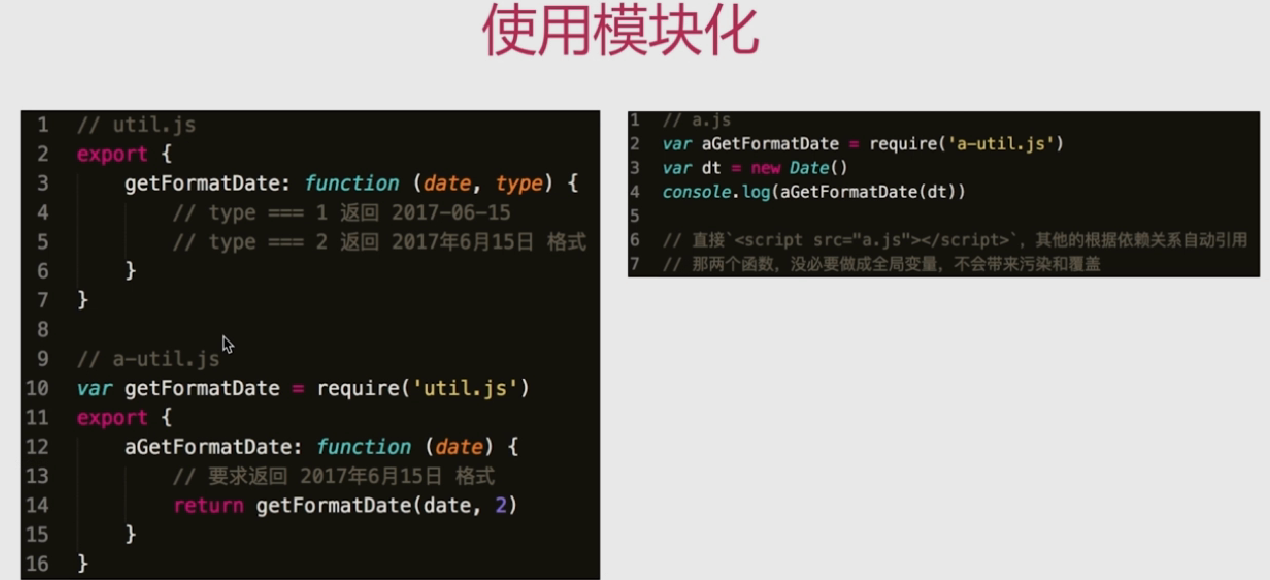 使用模块化
1 // util.js
2 export {
3 getFormatDate: function (date, type) {
4 // type === 1 返回 2017-06-15
5 // type === 2 返回 2017年6月15日 格式
6 }
7 }
8
9 // a-util.js
10 var getFormatDate = require('util.js')
11 export {
12 aGetFormatDate: function (date) {
13 // 要求返回 2017年6月15日 格式
14 return getFormatDate(date, 2)
15 }
16 }
1 // a.js
2 var aGetFormatDate = require('a-util.js')
3 var dt = new Date()
4 console.log(aGetFormatDate(dt))
5
6 // 直接`<script src="a.js"></script>`，其他的根据依赖关系自动引用
7 // 那两个函数，没必要做成全局变量，不会带来污染和覆盖